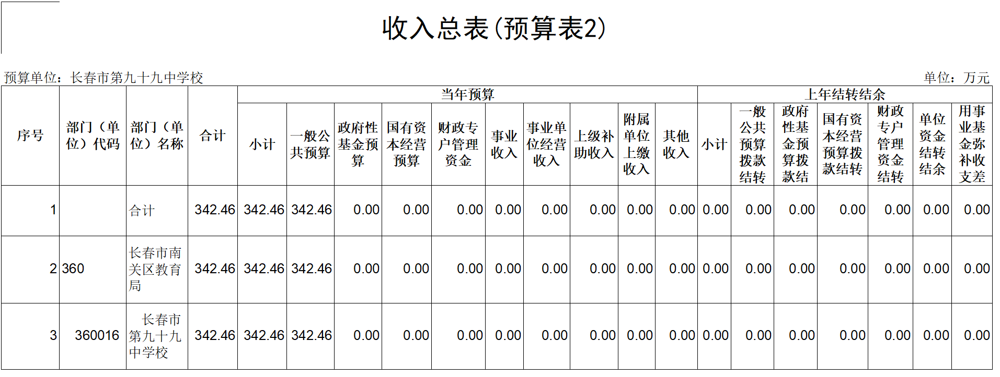 收入总表(预算表2)
预算单位：长春市第九十九中学校 单位：万元
序号 部门（单位）代码 部门（单位）名称 合计 当年预算 上年结转结余
小计 一般公共预算 政府性基金预算 国有资本经营预算 财政专户管理资金 事业收入 事业单位经营收入 上级补助收入 附属单位上缴收入 其他收入 小计 一般公共预算拨款结转 政府性基金预算拨款结 国有资本经营预算拨款结转 财政专户管理资金结转 单位资金结转结余 用事业基金弥补收支差
1 合计 342.46 342.46 342.46 0.00 0.00 0.00 0.00 0.00 0.00 0.00 0.00 0.00 0.00 0.00 0.00 0.00 0.00 0.00
2 360 长春市南关区教育局 342.46 342.46 342.46 0.00 0.00 0.00 0.00 0.00 0.00 0.00 0.00 0.00 0.00 0.00 0.00 0.00 0.00 0.00
3 360016 长春市第九十九中学校 342.46 342.46 342.46 0.00 0.00 0.00 0.00 0.00 0.00 0.00 0.00 0.00 0.00 0.00 0.00 0.00 0.00 0.00